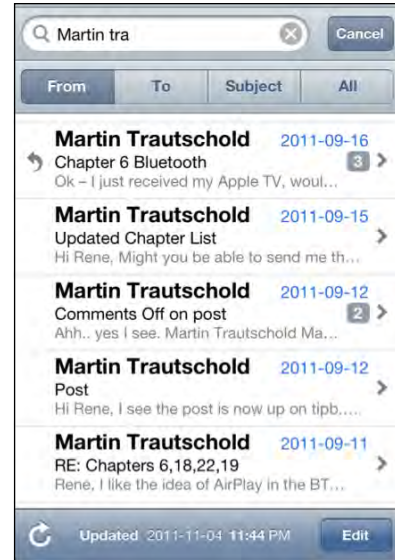 Martin tra
Cancel
From To Subject All
Martin Trautschold 2011-09-16
Chapter 6 Bluetooth 3
Ok – I just received my Apple TV, woul...
Martin Trautschold 2011-09-15
Updated Chapter List
Hi Rene, Might you be able to send me th...
Martin Trautschold 2011-09-12
Comments Off on post 2
Ahh.. yes I see. Martin Trautschold Ma...
Martin Trautschold 2011-09-12
Post
Hi Rene, I see the post is now up on tipb.....
Martin Trautschold 2011-09-11
RE: Chapters 6,18,22,19
Rene, I like the idea of AirPlay in the BT...
Updated 2011-11-04 11:44 PM
Edit